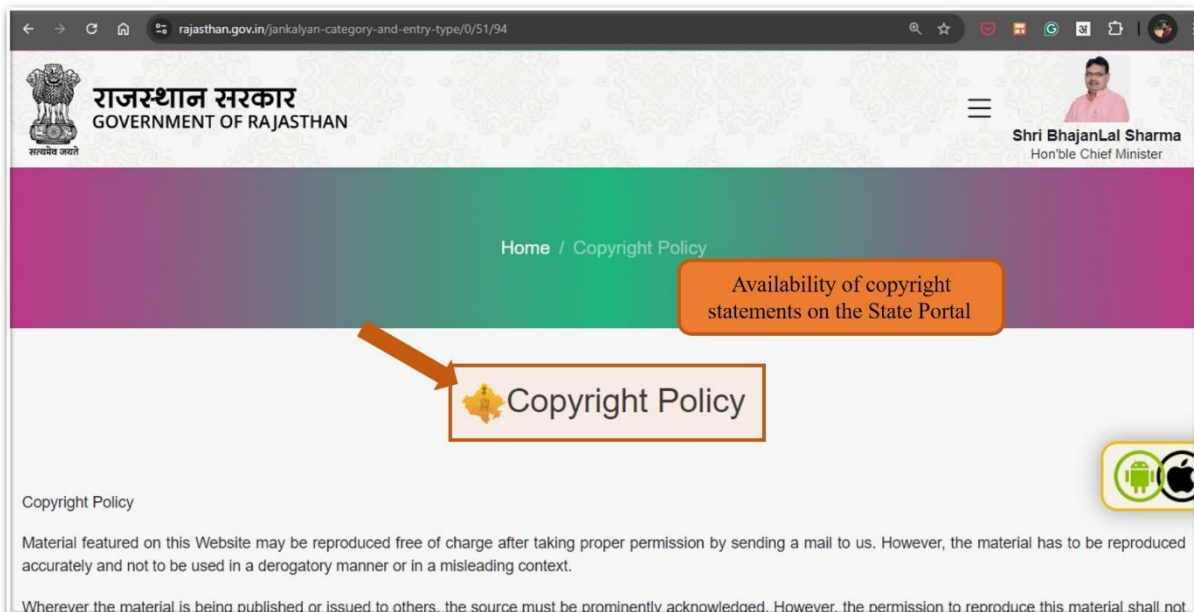 rajasthan.gov.in/jankalyan-category-and-entry-type/0/51/94
राजस्थान सरकार
GOVERNMENT OF RAJASTHAN
सत्यमेव जयते
Shri BhajanLal Sharma
Hon'ble Chief Minister
Home / Copyright Policy
Availability of copyright
statements on the State Portal
Copyright Policy
Copyright Policy
Material featured on this Website may be reproduced free of charge after taking proper permission by sending a mail to us. However, the material has to be reproduced
accurately and not to be used in a derogatory manner or in a misleading context.
Wherever the material is being published or issued to others, the source must be prominently acknowledged. However, the permission to reproduce this material shall not